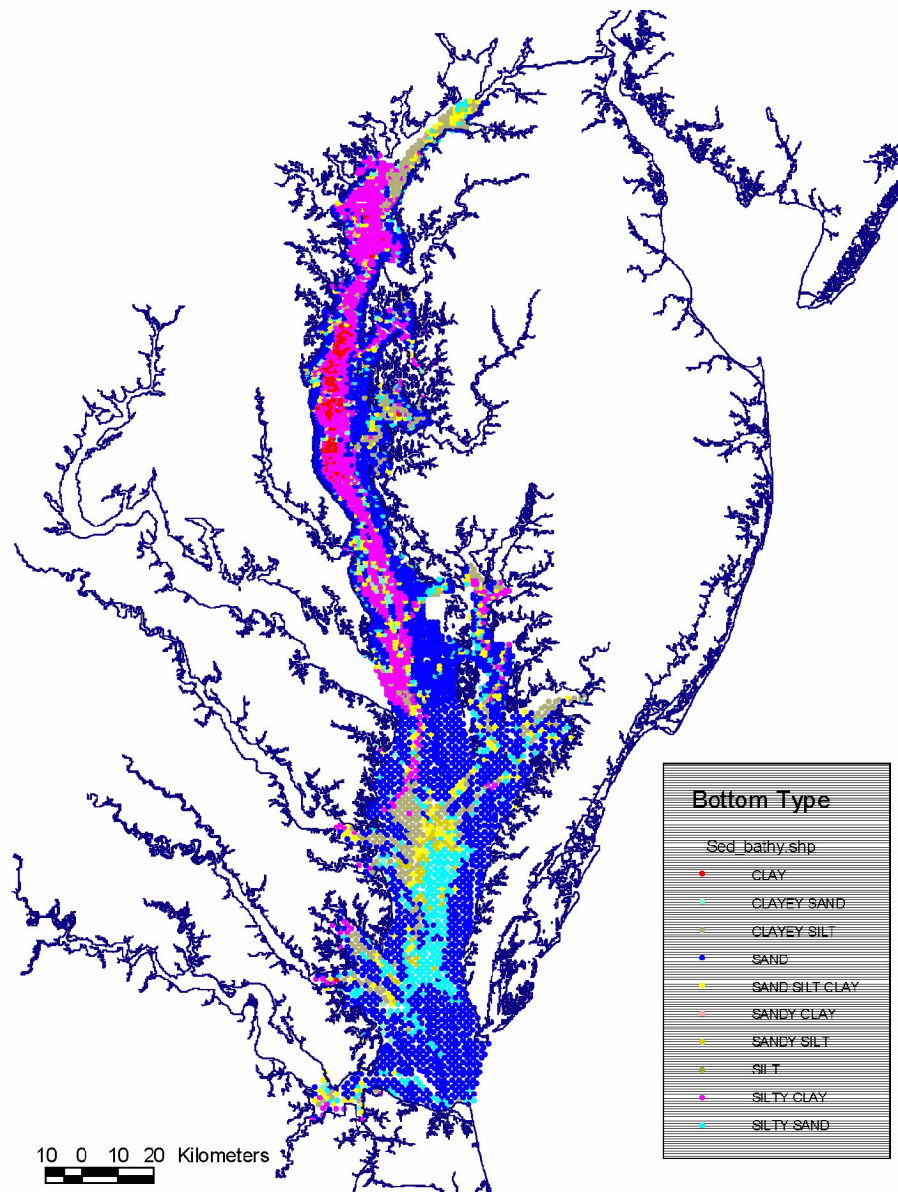 Bottom Type
Sed_bathy.shp
CLAY
CLAYEY SAND
CLAYEY SILT
SAND
SAND SILT CLAY
SANDY CLAY
SANDY SILT
SILT
SILTY CLAY
SILTY SAND
10 0 10 20 Kilometers